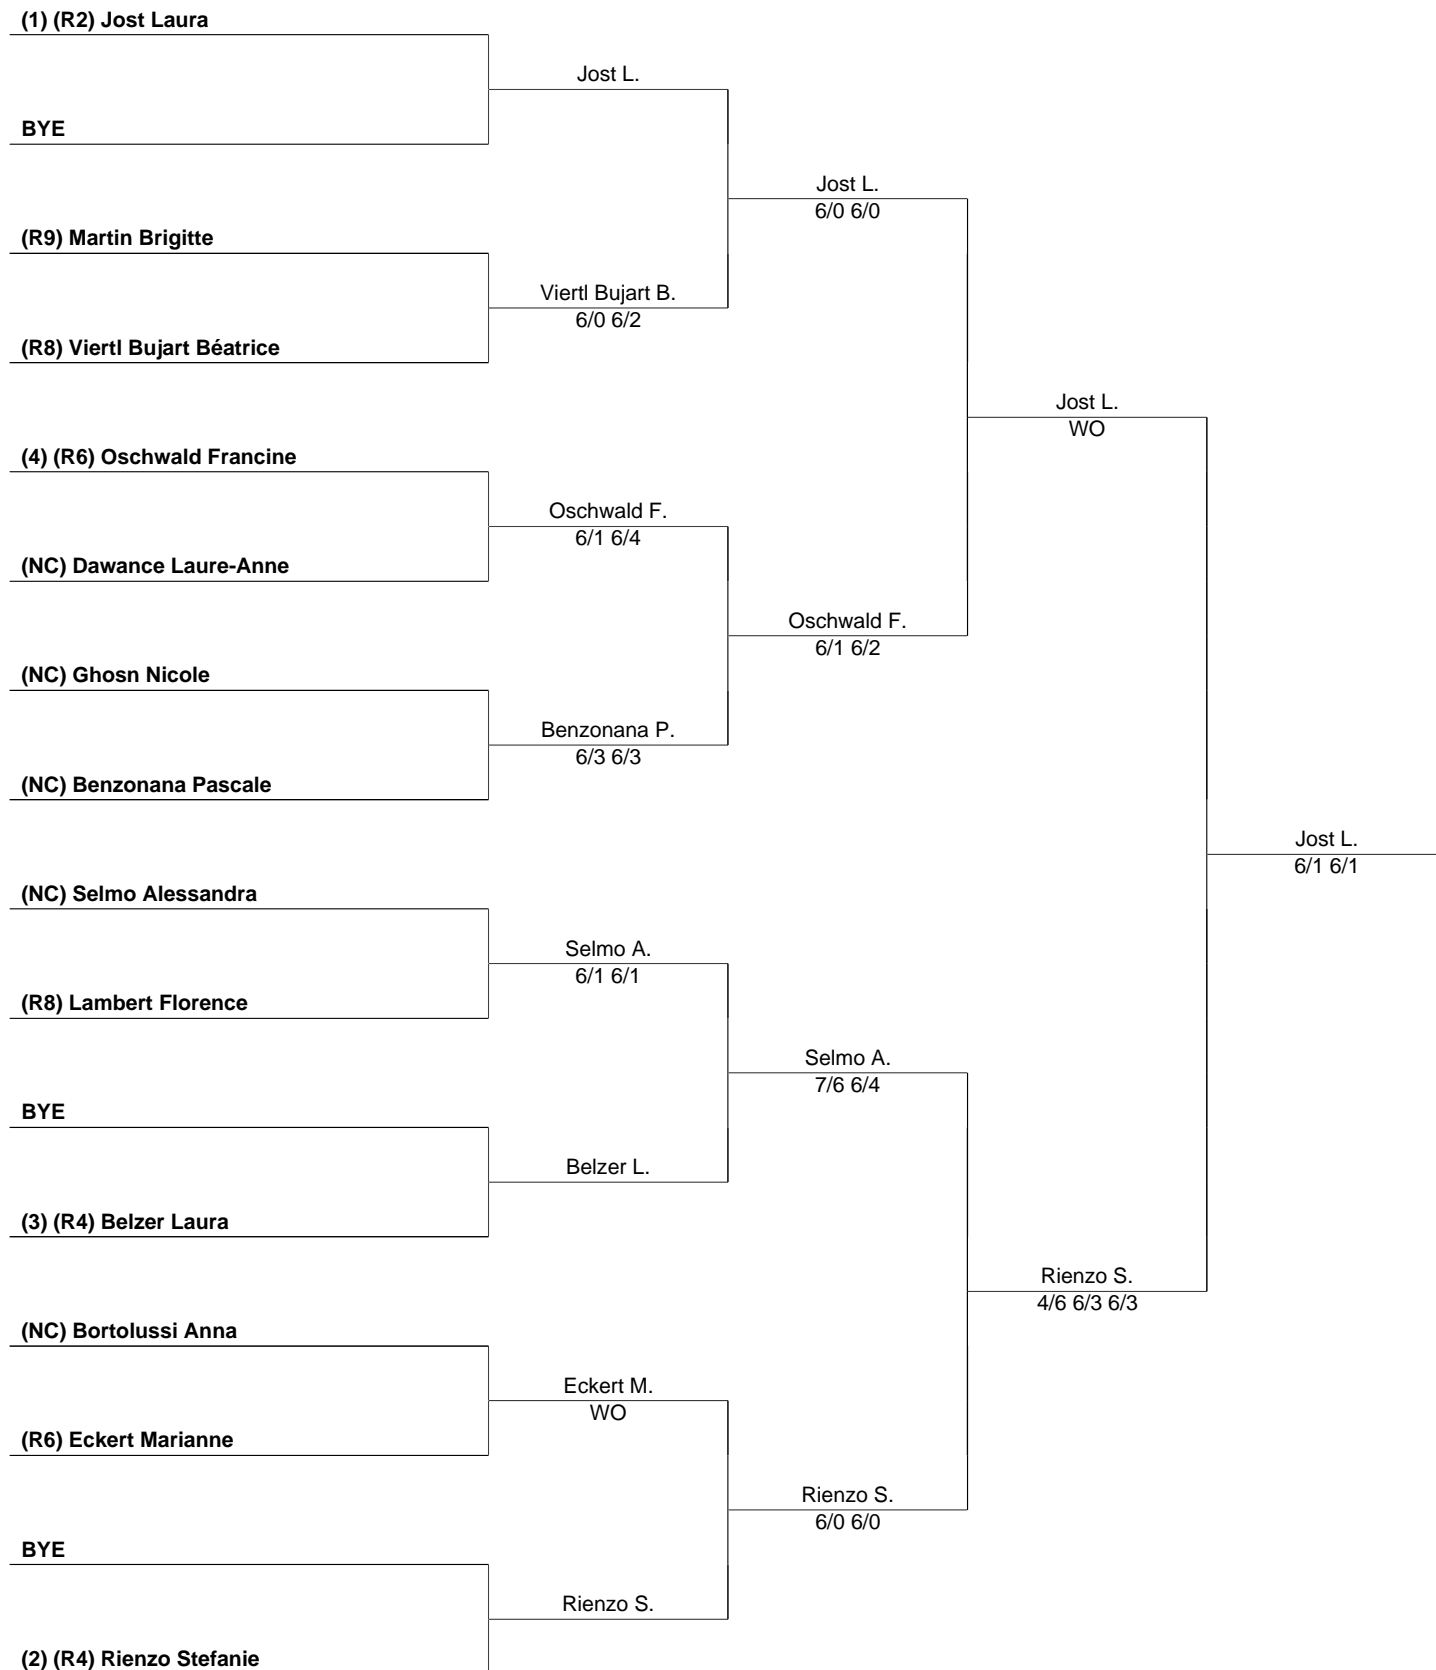 (1) (R2) Jost Laura
Jost L.
BYE
Jost L.
6/0 6/0
(R9) Martin Brigitte
Viertl Bujart B.
6/0 6/2
(R8) Viertl Bujart Béatrice
Jost L.
WO
(4) (R6) Oschwald Francine
Oschwald F.
6/1 6/4
(NC) Dawance Laure-Anne
Oschwald F.
6/1 6/2
(NC) Ghosn Nicole
Benzonana P.
6/3 6/3
(NC) Benzonana Pascale
Jost L.
6/1 6/1
(NC) Selmo Alessandra
Selmo A.
6/1 6/1
(R8) Lambert Florence
Selmo A.
7/6 6/4
BYE
Belzer L.
(3) (R4) Belzer Laura
Rienzo S.
4/6 6/3 6/3
(NC) Bortolussi Anna
Eckert M.
WO
(R6) Eckert Marianne
Rienzo S.
6/0 6/0
BYE
Rienzo S.
(2) (R4) Rienzo Stefanie